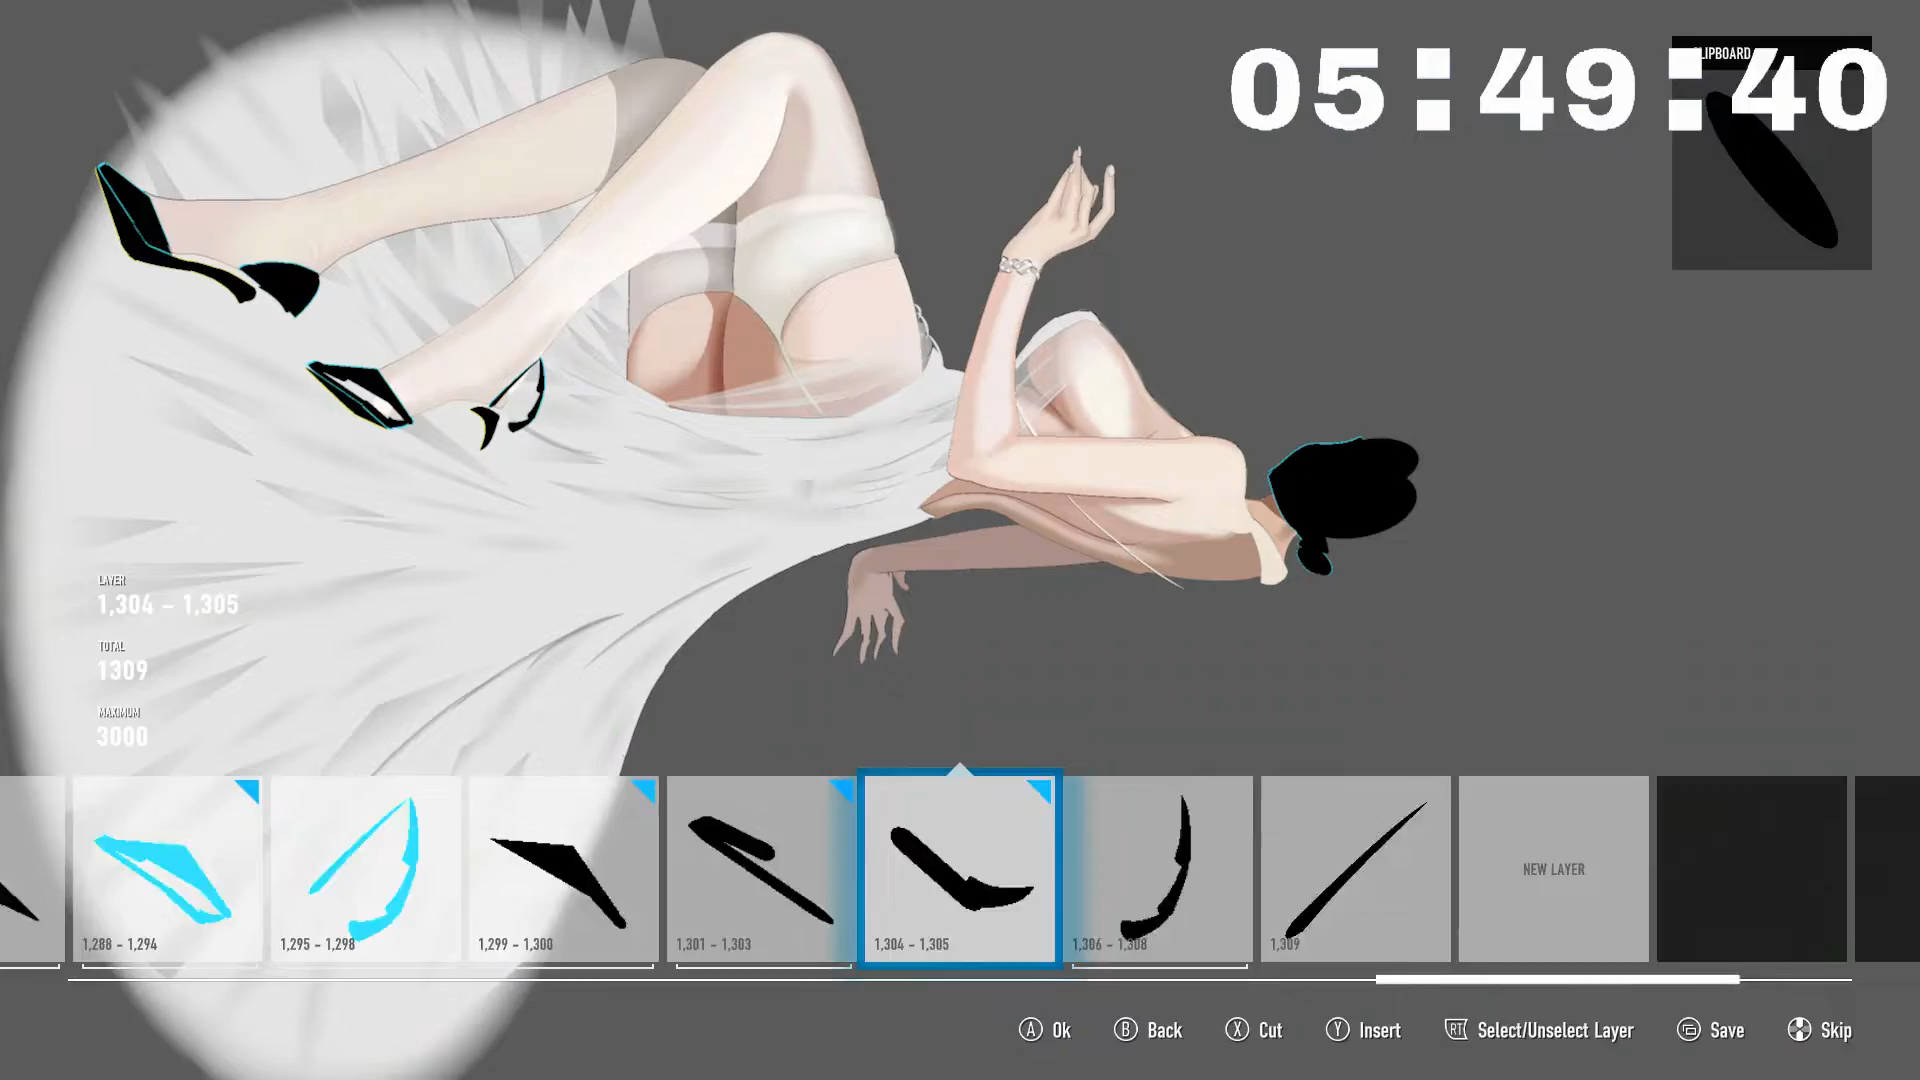 CLIPBOARD
05:49:40
LAYER
1,304 – 1,305
TOTAL
1309
MAXIMUM
3000
1,288 – 1,294
1,295 – 1,298
1,299 – 1,300
1,301 – 1,303
1,304 – 1,305
1,306 – 1,308
1,309
NEW LAYER
A Ok
B Back
X Cut
Y Insert
RT Select/Unselect Layer
Save
Skip